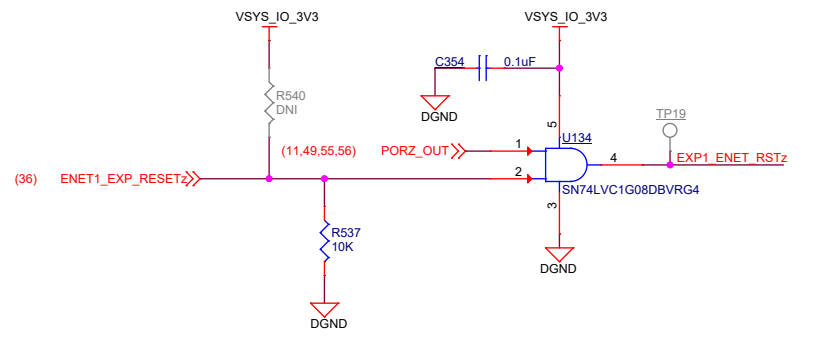 VSYS_IO_3V3
VSYS_IO_3V3
C354
0.1uF
DGND
R540
DNI
TP19
5
U134
(11,49,55,56)
PORZ_OUT
1
4
EXP1_ENET_RSTz
(36)
ENET1_EXP_RESETz
2
SN74LVC1G08DBVRG4
3
R537
10K
DGND
DGND